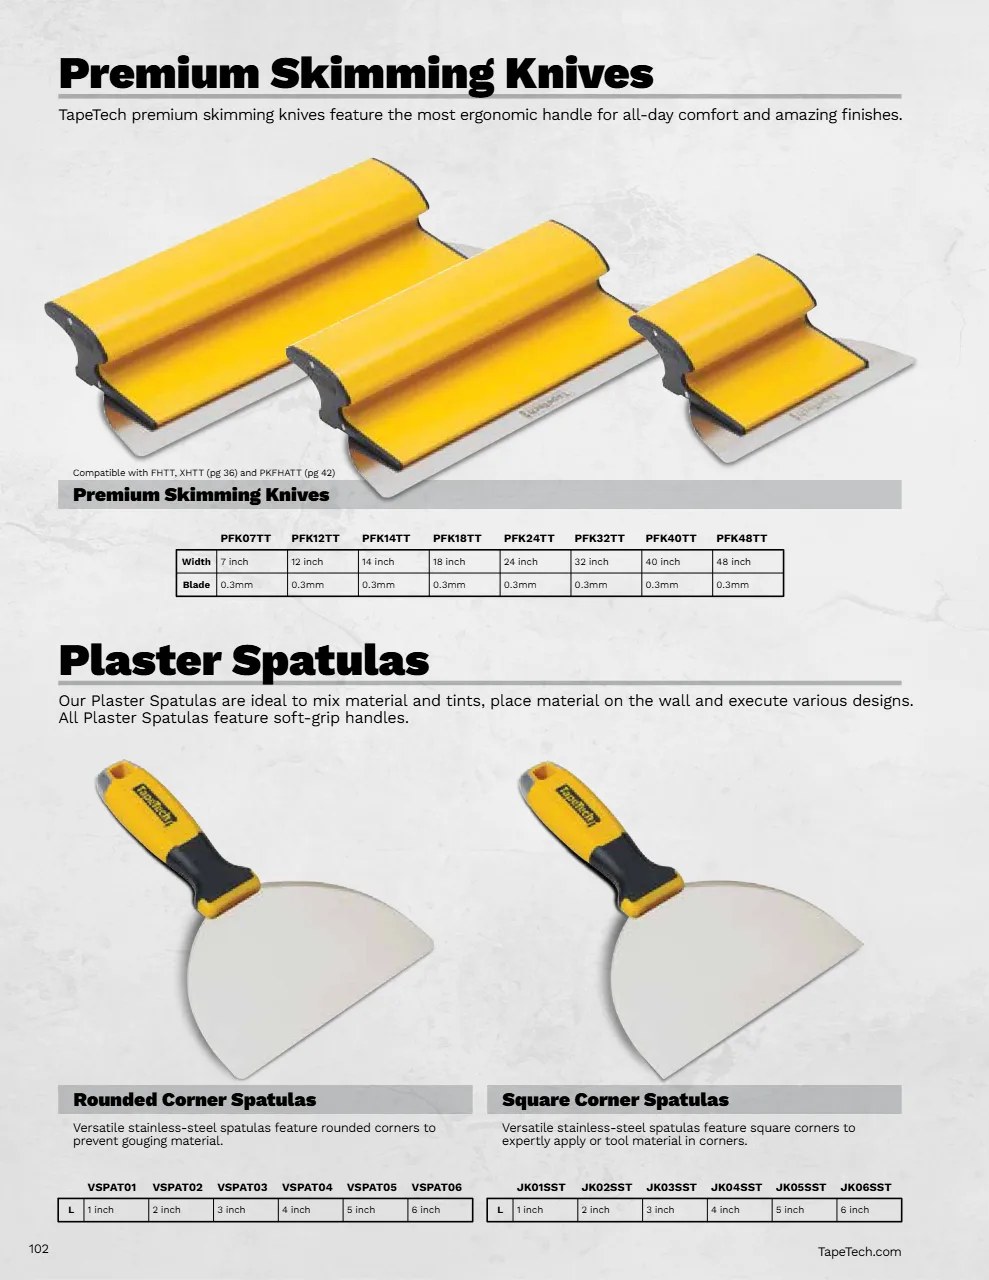 Premium Skimming Knives
TapeTech premium skimming knives feature the most ergonomic handle for all-day comfort and amazing finishes.
TapeTech
TapeTech
Compatible with FHTT, XHTT (pg 36) and PKFHATT (pg 42)
Premium Skimming Knives
PFK07TT PFK12TT PFK14TT PFK18TT PFK24TT PFK32TT PFK40TT PFK48TT
Width 7 inch 12 inch 14 inch 18 inch 24 inch 32 inch 40 inch 48 inch
Blade 0.3mm 0.3mm 0.3mm 0.3mm 0.3mm 0.3mm 0.3mm 0.3mm
Plaster Spatulas
Our Plaster Spatulas are ideal to mix material and tints, place material on the wall and execute various designs.
All Plaster Spatulas feature soft-grip handles.
TapeTech
TapeTech
Rounded Corner Spatulas
Versatile stainless-steel spatulas feature rounded corners to
prevent gouging material.
VSPAT01 VSPAT02 VSPAT03 VSPAT04 VSPAT05 VSPAT06
L 1 inch 2 inch 3 inch 4 inch 5 inch 6 inch
Square Corner Spatulas
Versatile stainless-steel spatulas feature square corners to
expertly apply or tool material in corners.
JK01SST JK02SST JK03SST JK04SST JK05SST JK06SST
L 1 inch 2 inch 3 inch 4 inch 5 inch 6 inch
102
TapeTech.com